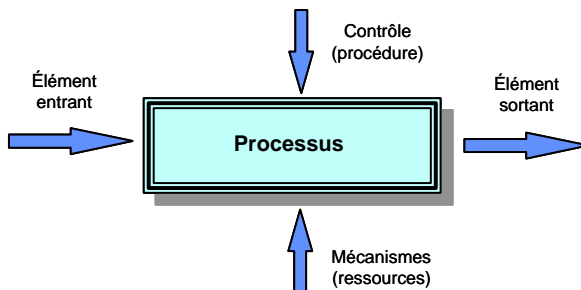 Contrôle
(procédure)
Élément
entrant
Élément
sortant
Processus
Mécanismes
(ressources)